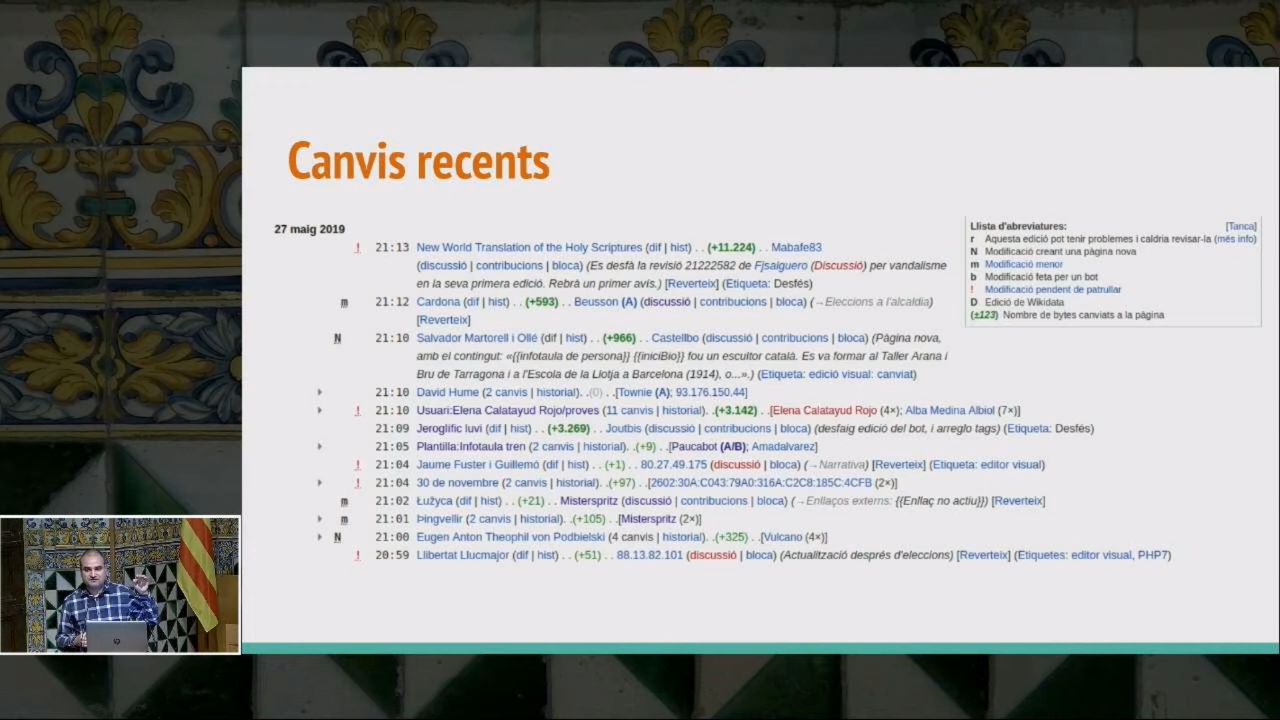 Canvis recents
27 maig 2019
! 21:13 New World Translation of the Holy Scriptures (dif | hist) . . (+11.224) . . Mabafe83
(discussió | contribucions | bloca) (Es desfà la revisió 21222582 de Fjsalguero (Discussió) per vandalisme
en la seva primera edició. Rebrà un primer avís.) [Reverteix] (Etiqueta: Desfés)
m 21:12 Cardona (dif | hist) . . (+593) . . Beusson (A) (discussió | contribucions | bloca) (→Eleccions a l'alcaldia)
[Reverteix]
N 21:10 Salvador Martorell i Ollé (dif | hist) . . (+966) . . Castellbo (discussió | contribucions | bloca) (Pàgina nova,
amb el contingut: «{{infotaula de persona}} {{iniciBio}} fou un escultor català. Es va formar al Taller Arana i
Bru de Tarragona i a l'Escola de la Llotja a Barcelona (1914), o...».) (Etiqueta: edició visual: canviat)
21:10 David Hume (2 canvis | historial). .(0) . .[Townie (A); 93.176.150.44]
! 21:10 Usuari:Elena Calatayud Rojo/proves (11 canvis | historial). .(+3.142) . .[Elena Calatayud Rojo (4×); Alba Medina Albiol (7×)]
21:09 Jeroglífic luvi (dif | hist) . . (+3.269) . . Joutbis (discussió | contribucions | bloca) (desfaig edició del bot, i arreglo tags) (Etiqueta: Desfés)
21:05 Plantilla:Infotaula tren (2 canvis | historial). .(+9) . .[Paucabot (A/B); Amadalvarez]
! 21:04 Jaume Fuster i Guillemó (dif | hist) . . (+1) . . 80.27.49.175 (discussió | bloca) (→Narrativa) [Reverteix] (Etiqueta: editor visual)
! 21:04 30 de novembre (2 canvis | historial). .(+97) . .[2602:30A:C043:79A0:316A:C2C8:185C:4CFB (2×)]
m 21:02 Łužyca (dif | hist) . . (+21) . . Misterspritz (discussió | contribucions | bloca) (→Enllaços externs: {{Enllaç no actiu}}) [Reverteix]
m 21:01 Þingvellir (2 canvis | historial). .(+105) . .[Misterspritz (2×)]
N 21:00 Eugen Anton Theophil von Podbielski (4 canvis | historial). .(+325) . .[Vulcano (4×)]
! 20:59 Llibertat Llucmajor (dif | hist) . . (+51) . . 88.13.82.101 (discussió | bloca) (Actualització després d'eleccions) [Reverteix] (Etiquetes: editor visual, PHP7)
Llista d'abreviatures: [Tanca]
r Aquesta edició pot tenir problemes i caldria revisar-la (més info)
N Modificació creant una pàgina nova
m Modificació menor
b Modificació feta per un bot
! Modificació pendent de patrullar
D Edició de Wikidata
(±123) Nombre de bytes canviats a la pàgina